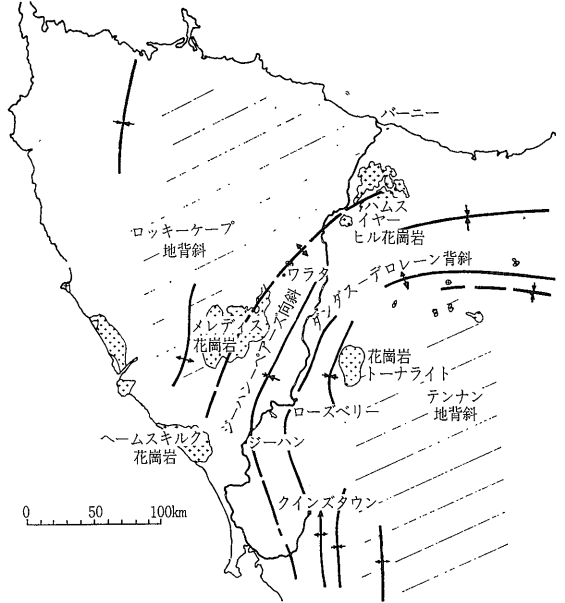 バーニー
ハムス
イヤー
ヒル花崗岩
ロッキーケープ
地背斜
ワラタ
ダンダスーデロレーン背斜
メレディス
花崗岩
花崗岩
トーナライト
テンナン
地背斜
ローズベリー
ヘームスキルク
花崗岩
ジーハン
クインズタウン
0 50 100km